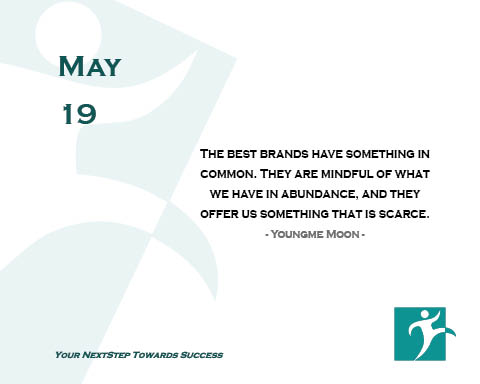 May
19
The best brands have something in
common. They are mindful of what
we have in abundance, and they
offer us something that is scarce.
- Youngme Moon -
Your NextStep Towards Success